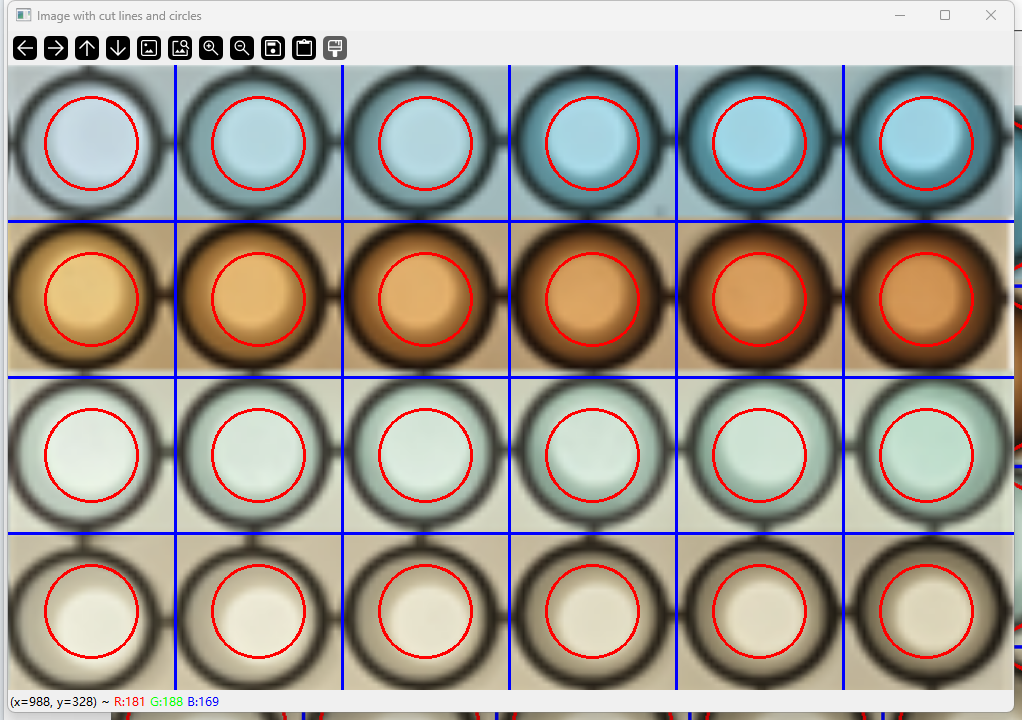 Image with cut lines and circles
(x=988, y=328) ~ R:181 G:188 B:169